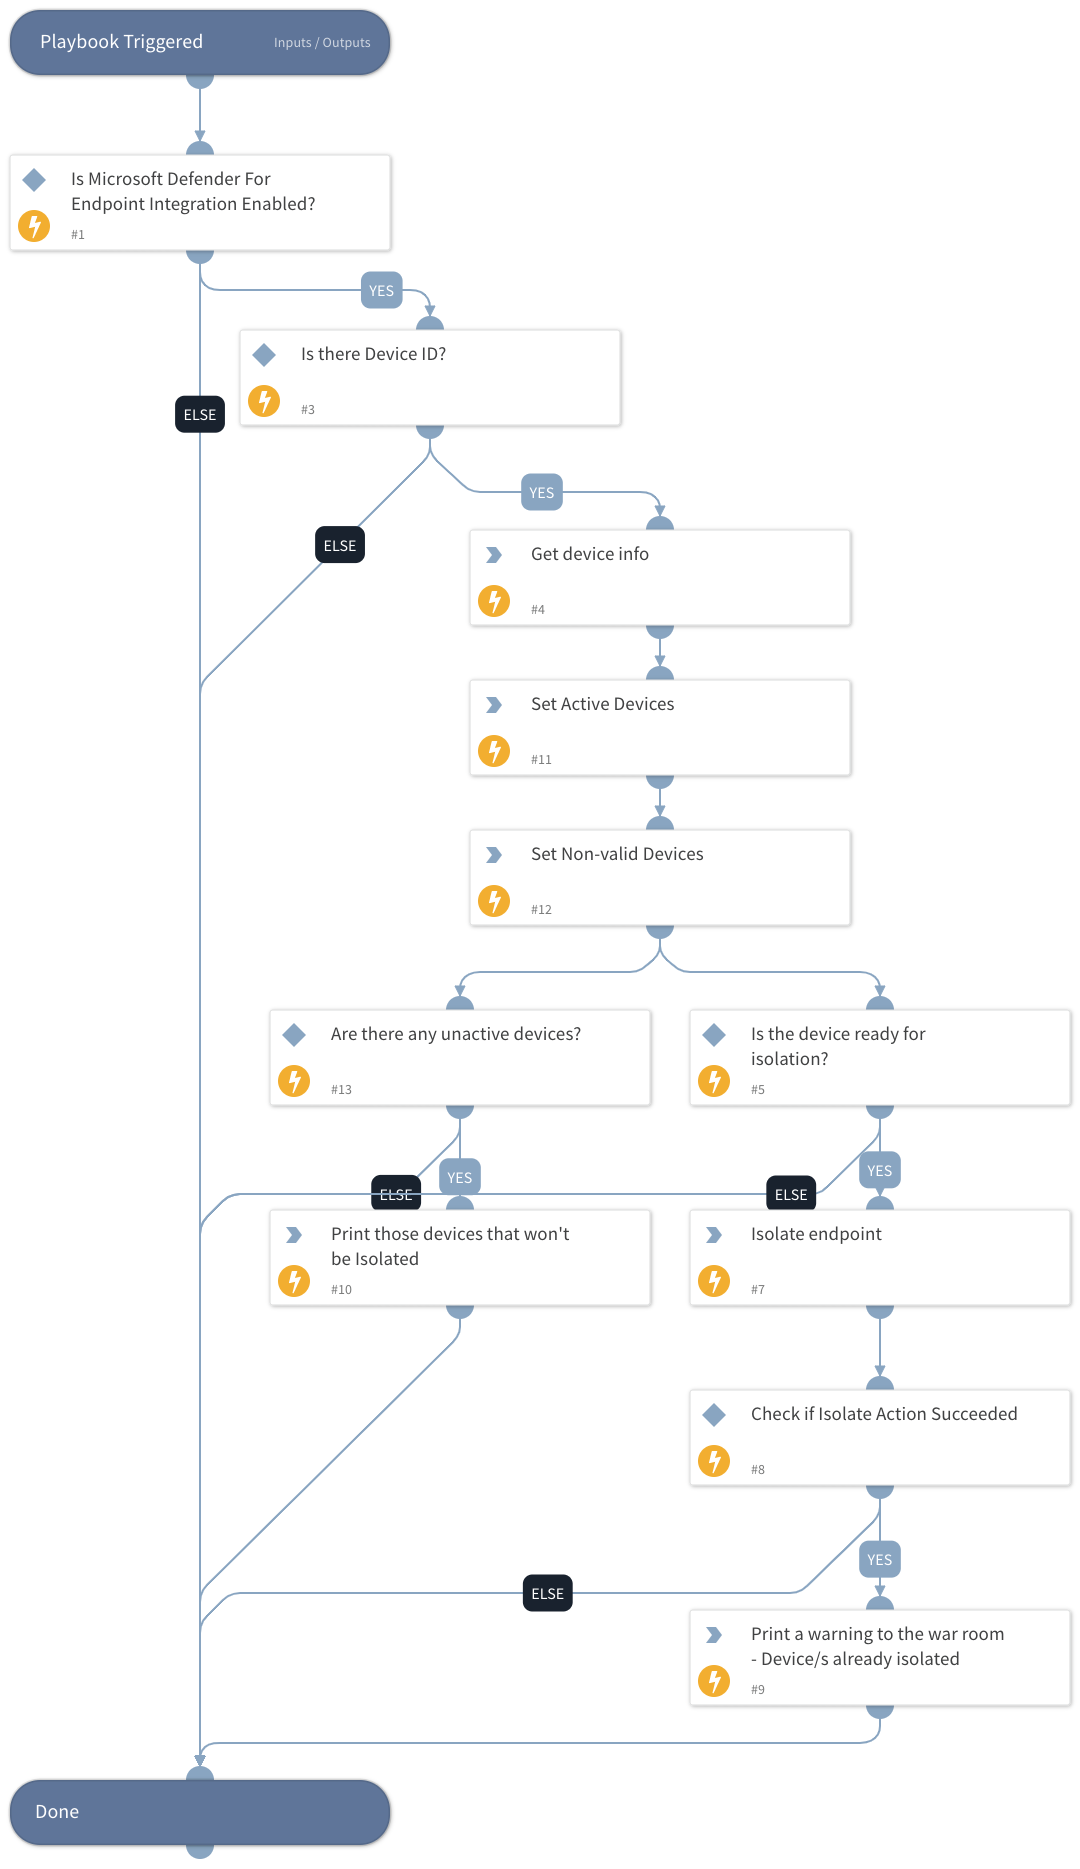 Playbook Triggered
Inputs / Outputs
Is Microsoft Defender For
Endpoint Integration Enabled?
#1
YES
Is there Device ID?
#3
ELSE
YES
ELSE
Get device info
#4
Set Active Devices
#11
Set Non-valid Devices
#12
Are there any unactive devices?
#13
Is the device ready for
isolation?
#5
ELSE
YES
ELSE
YES
Print those devices that won't
be Isolated
#10
Isolate endpoint
#7
Check if Isolate Action Succeeded
#8
YES
ELSE
Print a warning to the war room
- Device/s already isolated
#9
Done